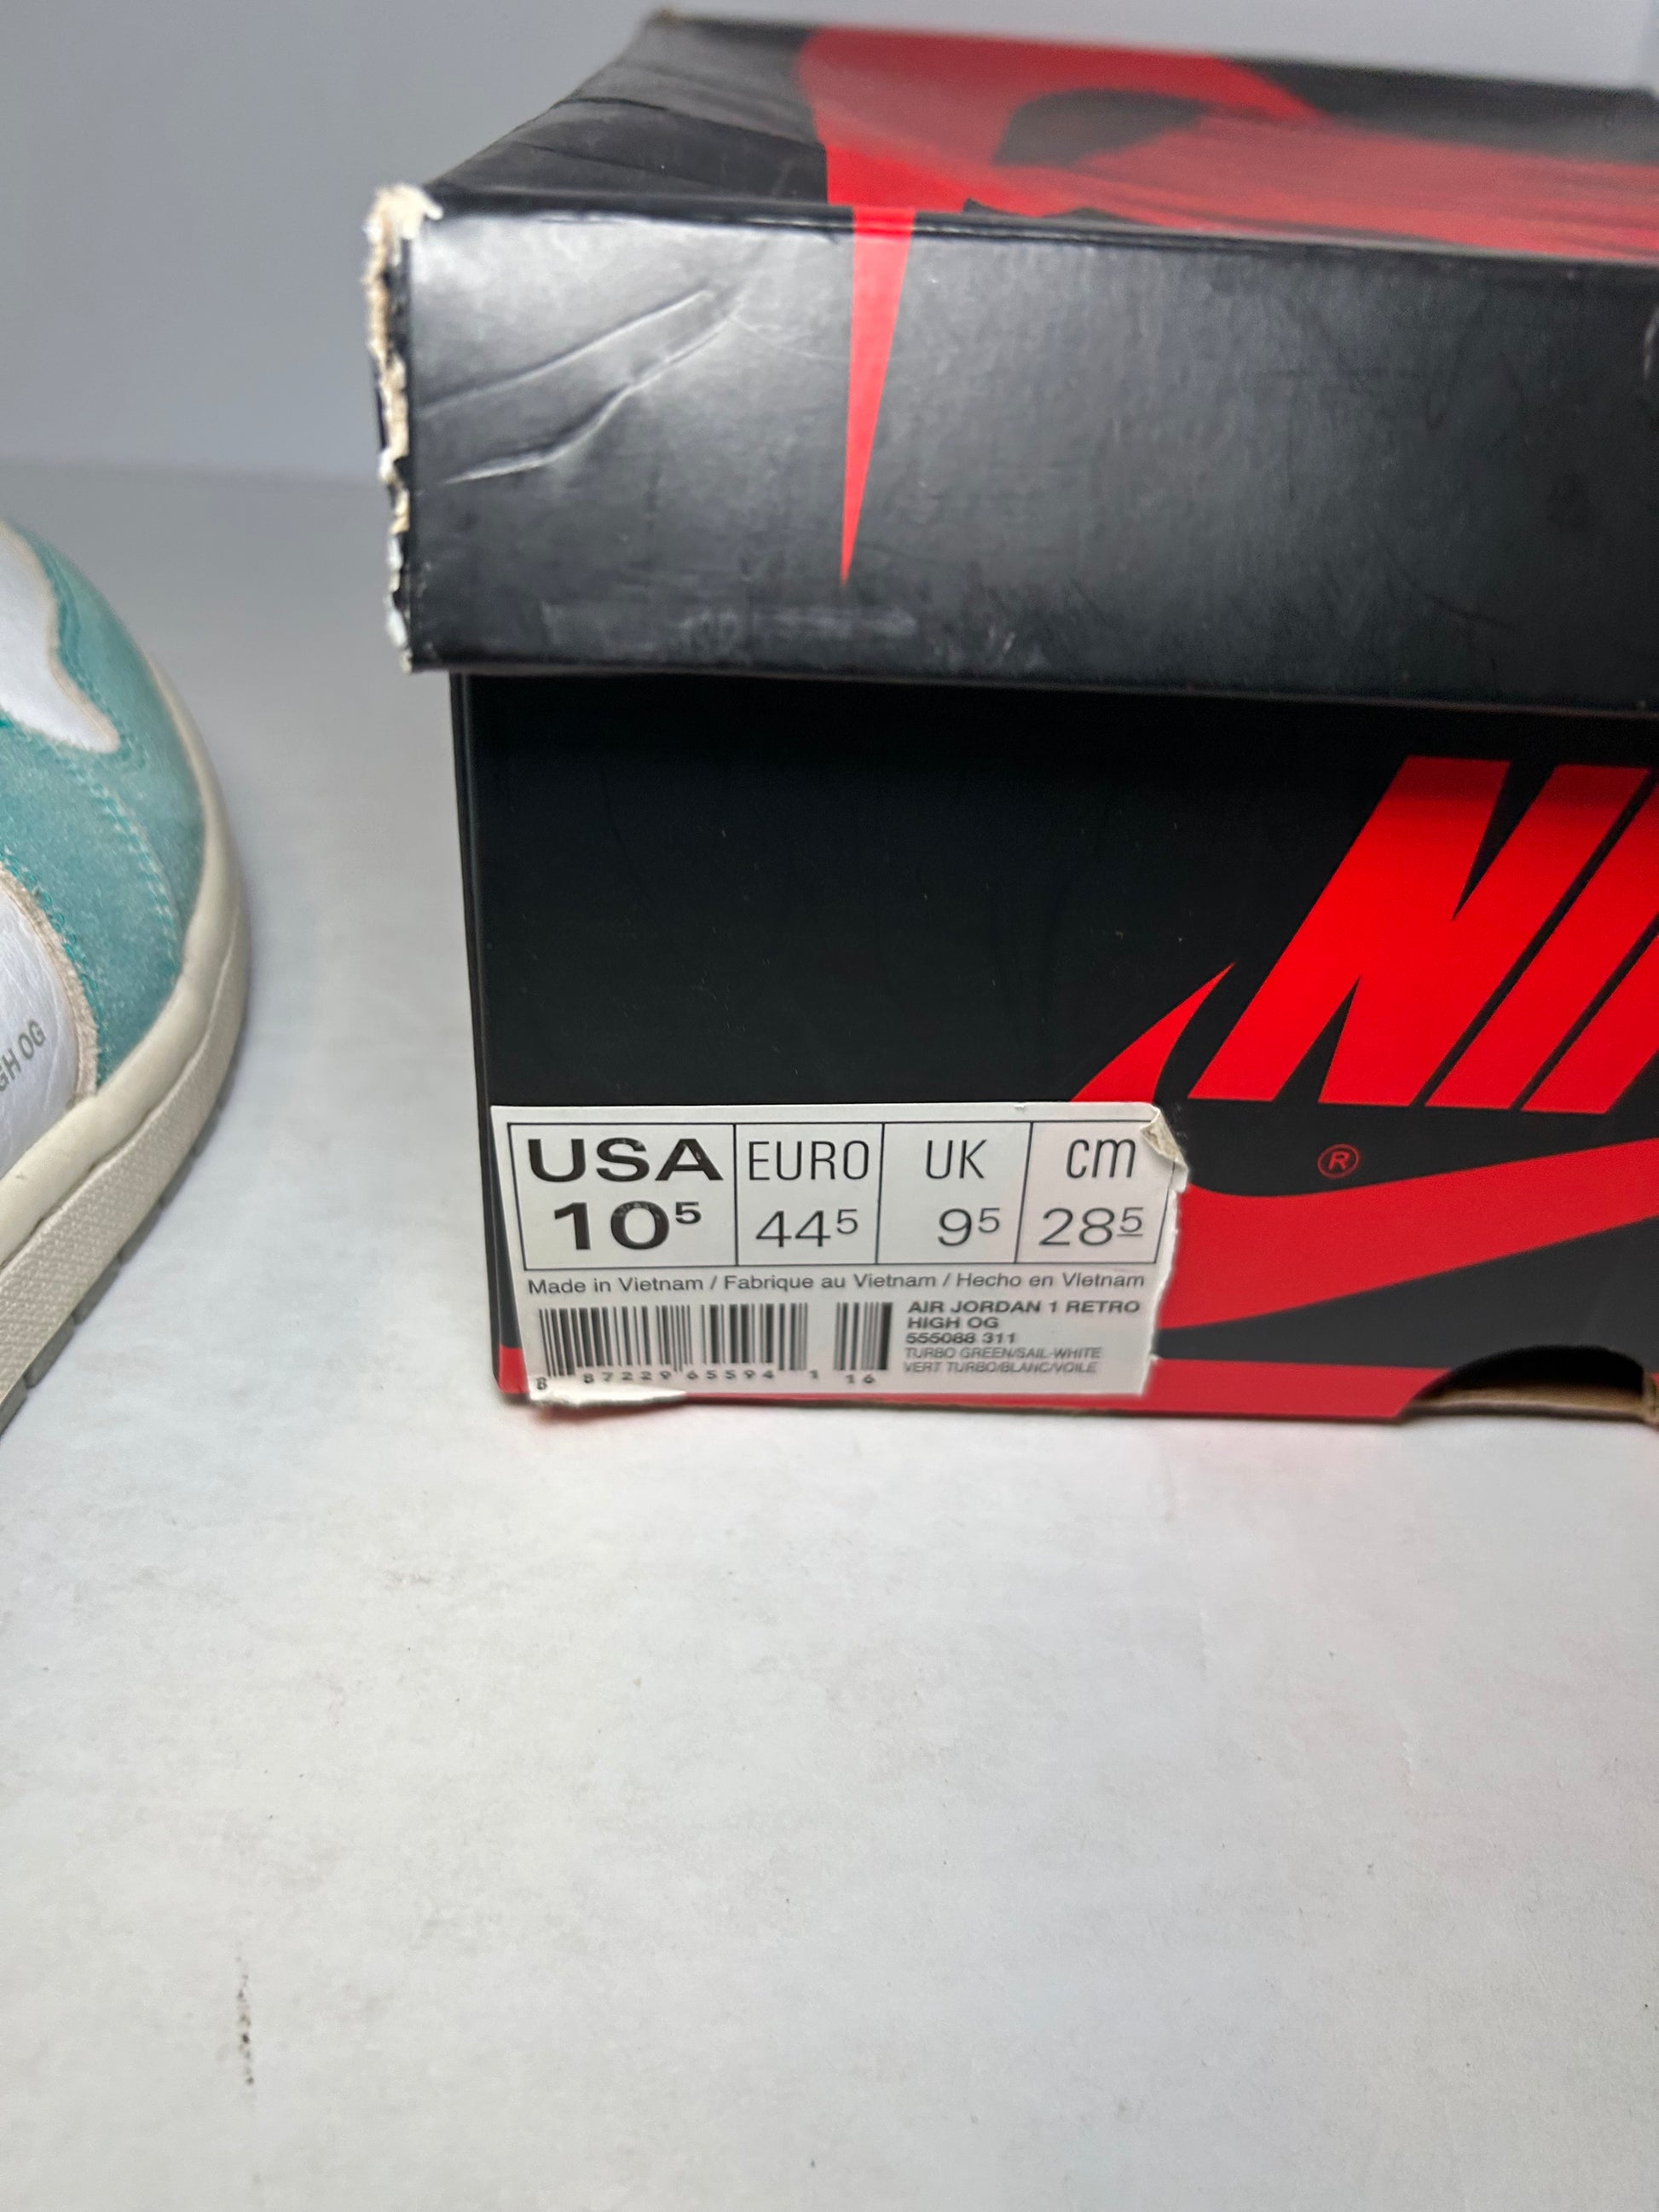 NI
®
USA EURO UK cm
10⁵ 44⁵ 9⁵ 28⁵
Made in Vietnam / Fabrique au Vietnam / Hecho en Vietnam
AIR JORDAN 1 RETRO
HIGH OG
555088 311
TURBO GREEN/SAIL-WHITE
VERT TURBO/BLANC/VOILE
8 87229 65594 1 16
GH OG